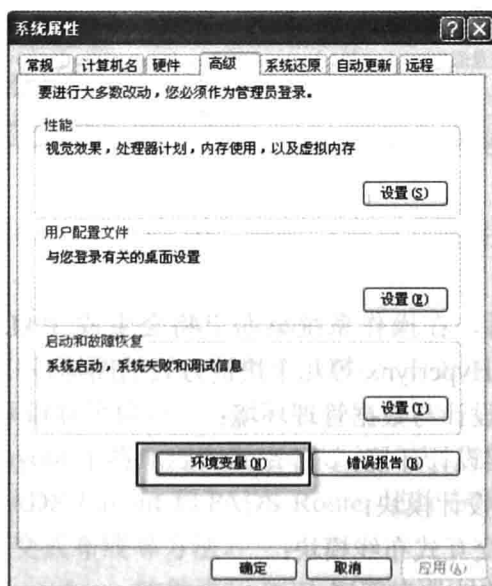 系统属性
常规 计算机名 硬件 高级 系统还原 自动更新 远程
要进行大多数改动，您必须作为管理员登录。
性能
视觉效果，处理器计划，内存使用，以及虚拟内存
设置(S)
用户配置文件
与您登录有关的桌面设置
设置(E)
启动和故障恢复
系统启动，系统失败和调试信息
设置(T)
环境变量(N) 错误报告(R)
确定 取消 应用(A)